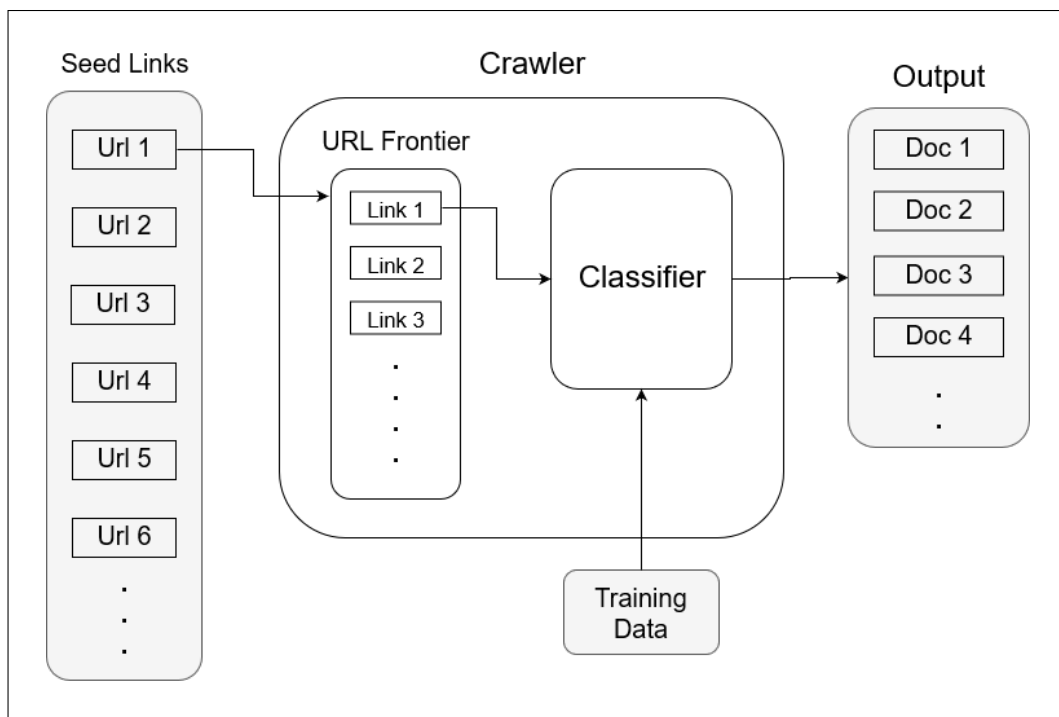 Seed Links
Url 1
Url 2
Url 3
Url 4
Url 5
Url 6
.
.
.
Crawler
URL Frontier
Link 1
Link 2
Link 3
.
.
.
.
Classifier
Training
Data
Output
Doc 1
Doc 2
Doc 3
Doc 4
.
.